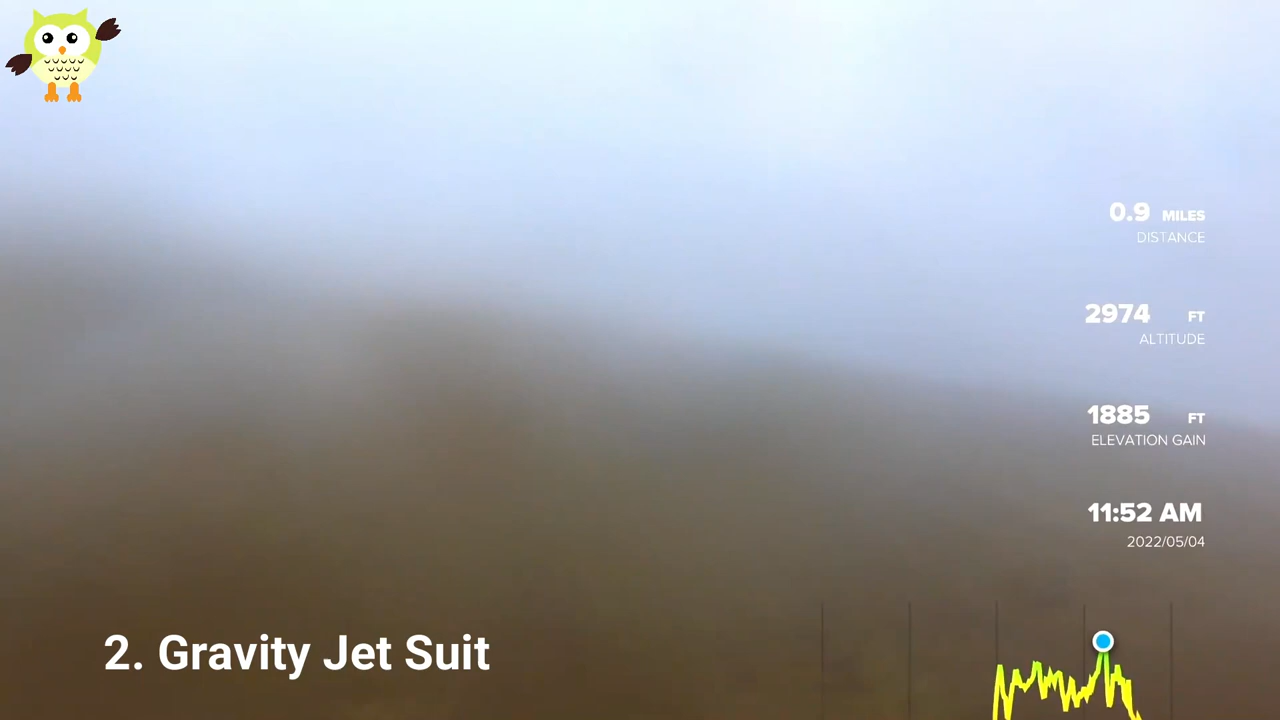 0.9 MILES
DISTANCE
2974 FT
ALTITUDE
1885 FT
ELEVATION GAIN
11:52 AM
2022/05/04
2. Gravity Jet Suit